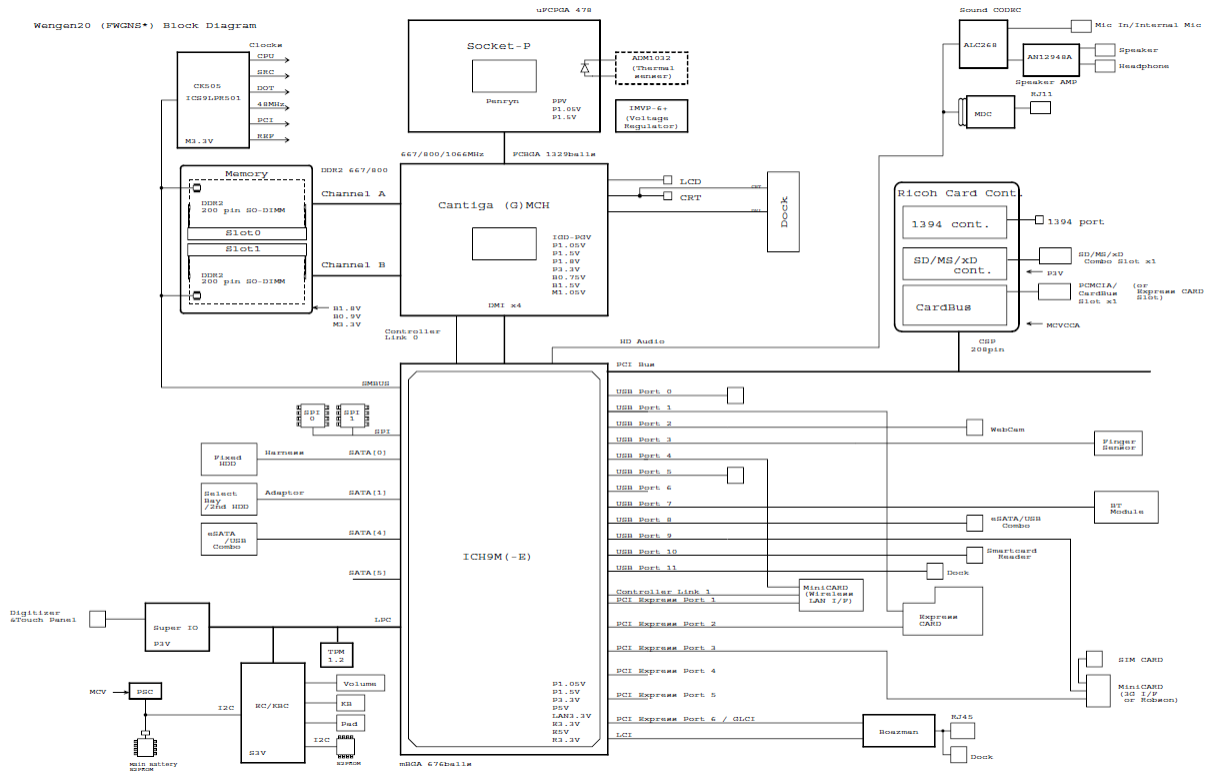 Wengen20 (FWGNS*) Block Diagram
uFCPGA 478
Socket-P
Penryn
PPV
P1.05V
P1.5V
ADM1032
(Thermal
sensor)
IMVP-6+
(Voltage
Regulator)
Sound CODEC
ALC268
Mic In/Internal Mic
AN12948A
Speaker
Headphone
Speaker AMP
RJ11
MDC
Clocks
CPU
SRC
DOT
48MHz
PCI
REF
CK505
ICS9LPR501
M3.3V
667/800/1066MHz
PCBGA 1329balls
Memory
DDR2 667/800
DDR2
200 pin SO-DIMM
Slot0
Slot1
DDR2
200 pin SO-DIMM
Channel A
Channel B
B1.8V
B0.9V
M3.3V
Cantiga (G)MCH
IGD-PGV
P1.05V
P1.5V
P1.8V
P3.3V
B0.75V
B1.5V
M1.05V
DMI x4
LCD
CRT
Dock
Ricoh Card Cont.
1394 cont.
1394 port
SD/MS/xD
cont.
SD/MS/xD
Combo Slot x1
P3V
CardBus
PCMCIA/
CardBus
Slot x1
(or
Express CARD
Slot)
MCVCCA
CSP
208pin
Controller
Link 0
HD Audio
PCI Bus
SMBUS
SPI
0
SPI
1
SPI
Fixed
HDD
Harness
SATA[0]
Select
Bay
/2nd HDD
Adaptor
SATA[1]
eSATA
/USB
Combo
SATA[4]
SATA[5]
ICH9M(-E)
USB Port 0
USB Port 1
USB Port 2
WebCam
USB Port 3
Finger
Sensor
USB Port 4
USB Port 5
USB Port 6
USB Port 7
BT
Module
USB Port 8
eSATA/USB
Combo
USB Port 9
USB Port 10
Smartcard
Reader
USB Port 11
Dock
Controller Link 1
PCI Express Port 1
MiniCARD
(Wireless
LAN I/F)
PCI Express Port 2
Express
CARD
PCI Express Port 3
SIM CARD
PCI Express Port 4
MiniCARD
(3G I/F
or Robson)
PCI Express Port 5
PCI Express Port 6 / GLCI
LCI
Boazman
RJ45
Dock
P1.05V
P1.5V
P3.3V
P5V
LAN3.3V
E3.3V
E5V
R3.3V
mBGA 676balls
Digitizer
&Touch Panel
Super IO
P3V
LPC
TPM
1.2
EC/KBC
S3V
Volume
KB
Pad
I2C
E2PROM
MCV
PSC
I2C
Main Battery
E2PROM